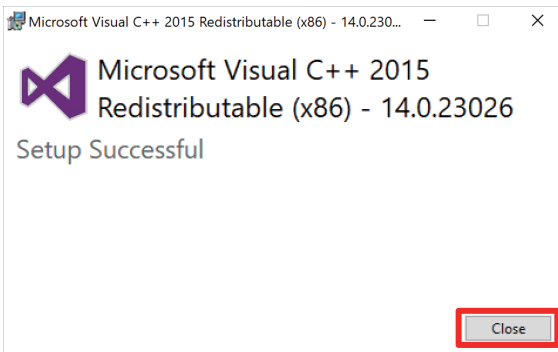 Microsoft Visual C++ 2015 Redistributable (x86) - 14.0.230...
Microsoft Visual C++ 2015
Redistributable (x86) - 14.0.23026
Setup Successful
Close